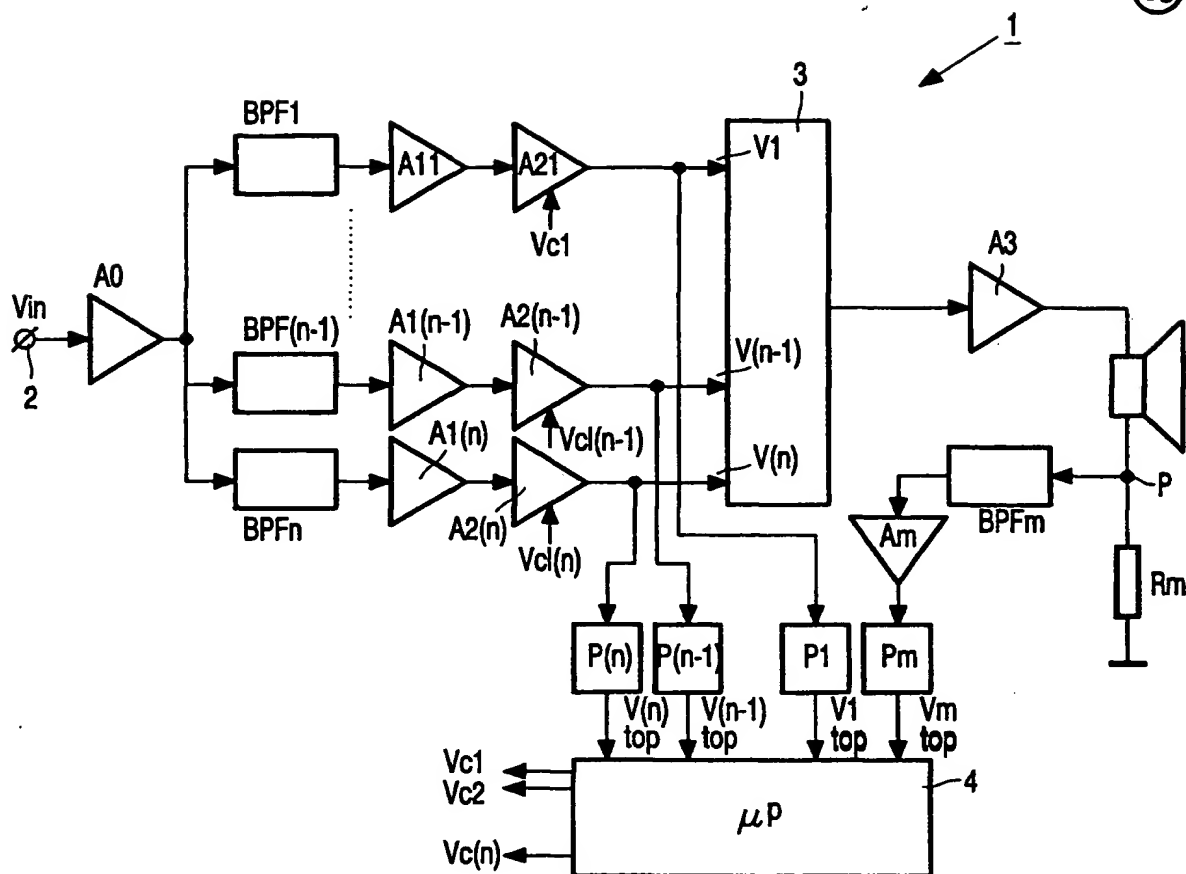 1
3
BPF1
A11
A21
V1
Vc1
A3
A0
Vin
2
BPF(n-1)
A1(n-1)
A2(n-1)
V(n-1)
Vcl(n-1)
A1(n)
V(n)
BPFn
A2(n)
Vcl(n)
P
BPFm
Am
Rm
P(n)
P(n-1)
P1
Pm
V(n)
top
V(n-1)
top
V1
top
Vm
top
Vc1
Vc2
4
μp
Vc(n)